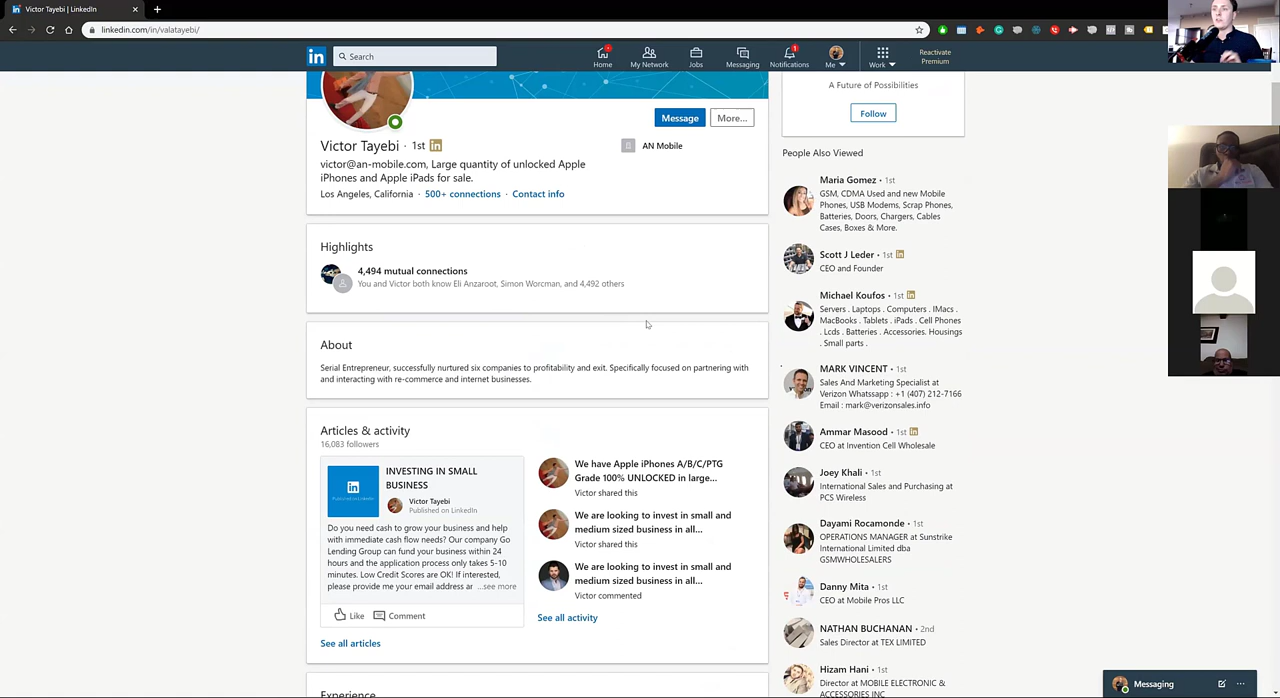 Victor Tayebi | LinkedIn
linkedin.com/in/valatayebi/
Search
Home
My Network
Jobs
Messaging
1
Notifications
Me
Work
Reactivate
Premium
Message
More...
Victor Tayebi · 1st
AN Mobile
victor@an-mobile.com, Large quantity of unlocked Apple
iPhones and Apple iPads for sale.
Los Angeles, California · 500+ connections · Contact info
Highlights
4,494 mutual connections
You and Victor both know Eli Anzaroot, Simon Worcman, and 4,492 others
About
Serial Entrepreneur, successfully nurtured six companies to profitability and exit. Specifically focused on partnering with
and interacting with re-commerce and internet businesses.
Articles & activity
16,083 followers
INVESTING IN SMALL
BUSINESS
Victor Tayebi
Published on LinkedIn
Do you need cash to grow your business and help
with immediate cash flow needs? Our company Go
Lending Group can fund your business within 24
hours and the application process only takes 5-10
minutes. Low Credit Scores are OK! If interested,
please provide me your email address ar ...see more
Like
Comment
See all articles
We have Apple iPhones A/B/C/PTG
Grade 100% UNLOCKED in large...
Victor shared this
We are looking to invest in small and
medium sized business in all...
Victor shared this
We are looking to invest in small and
medium sized business in all...
Victor commented
See all activity
Experience
A Future of Possibilities
Follow
People Also Viewed
Maria Gomez · 1st
GSM, CDMA Used and new Mobile
Phones, USB Modems, Scrap Phones,
Batteries, Doors, Chargers, Cables
Cases, Boxes & More.
Scott J Leder · 1st
CEO and Founder
Michael Koufos · 1st
Servers . Laptops . Computers . IMacs .
MacBooks . Tablets . iPads . Cell Phones
. Lcds . Batteries . Accessories. Housings
. Small parts .
MARK VINCENT · 1st
Sales And Marketing Specialist at
Verizon Whatssapp : +1 (407) 212-7166
Email : mark@verizonsales.info
Ammar Masood · 1st
CEO at Invention Cell Wholesale
Joey Khali · 1st
International Sales and Purchasing at
PCS Wireless
Dayami Rocamonde · 1st
OPERATIONS MANAGER at Sunstrike
International Limited dba
GSMWHOLESALERS
Danny Mita · 1st
CEO at Mobile Pros LLC
NATHAN BUCHANAN · 2nd
Sales Director at TEX LIMITED
Hizam Hani · 1st
Director at MOBILE ELECTRONIC &
ACCESSORIES INC
Messaging